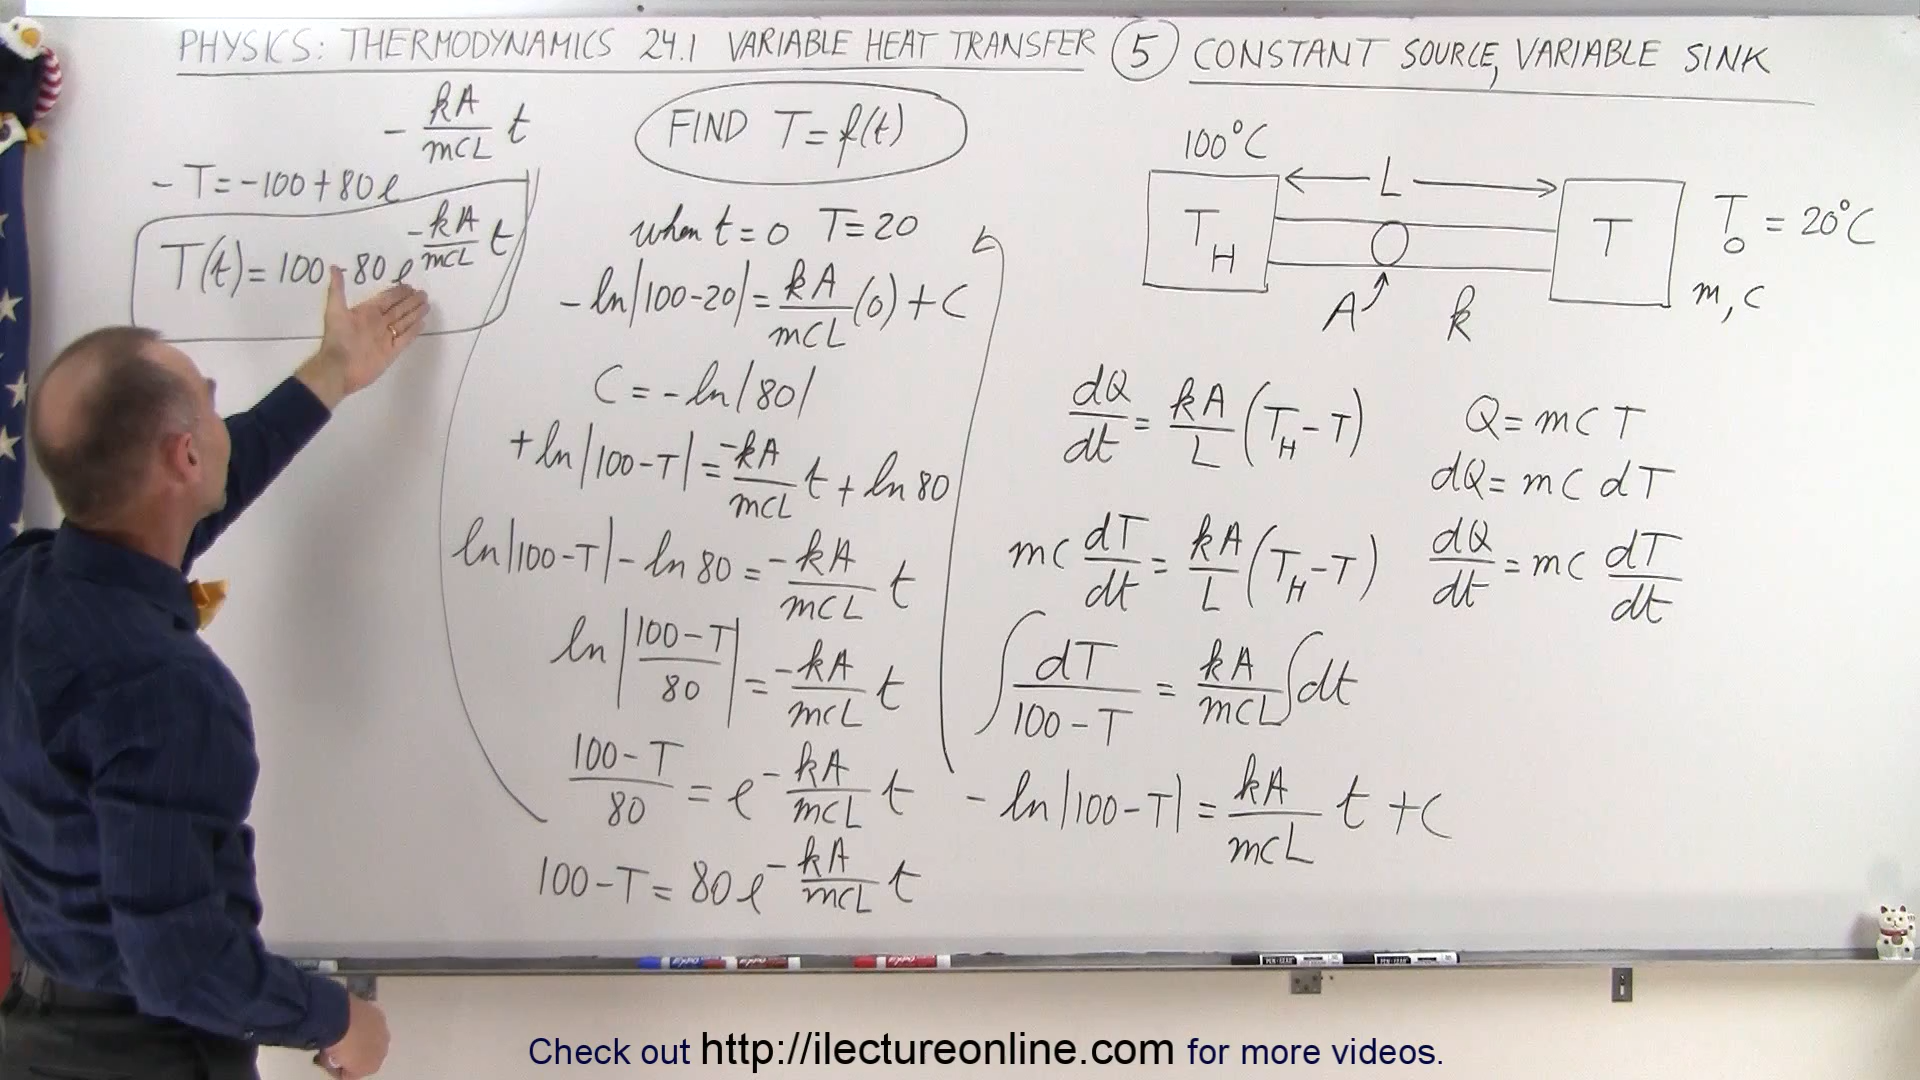 PHYSICS: THERMODYNAMICS 24.1 VARIABLE HEAT TRANSFER (5) CONSTANT SOURCE, VARIABLE SINK
-T = -100 + 80 e^(-kA/mCL t)
T(t) = 100 - 80 e^(-kA/mCL t)
FIND T = f(t)
when t = 0 T = 20
-ln|100-20| = kA/mCL (0) + C
C = -ln|80|
+ln|100-T| = -kA/mCL t + ln 80
ln|100-T| - ln 80 = -kA/mCL t
ln|100-T/80| = -kA/mCL t
100-T/80 = e^(-kA/mCL t)
100-T = 80 e^(-kA/mCL t)
100°C
L
T_H
T
T_0 = 20°C
m, C
A
k
dQ/dt = kA/L (T_H - T)
Q = mCT
dQ = mC dT
mC dT/dt = kA/L (T_H - T)
dQ/dt = mC dT/dt
∫ dT/100-T = kA/mCL ∫ dt
-ln|100-T| = kA/mCL t + C
Check out http://ilectureonline.com for more videos.